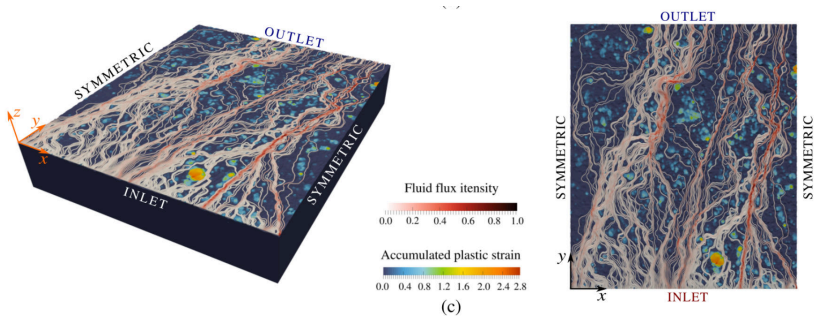 OUTLET
SYMMETRIC
z
y
x
INLET
SYMMETRIC
Fluid flux itensity
0.0 0.2 0.4 0.6 0.8 1.0
Accumulated plastic strain
0.0 0.4 0.8 1.2 1.6 2.0 2.4 2.8
(c)
OUTLET
SYMMETRIC
SYMMETRIC
y
x
INLET